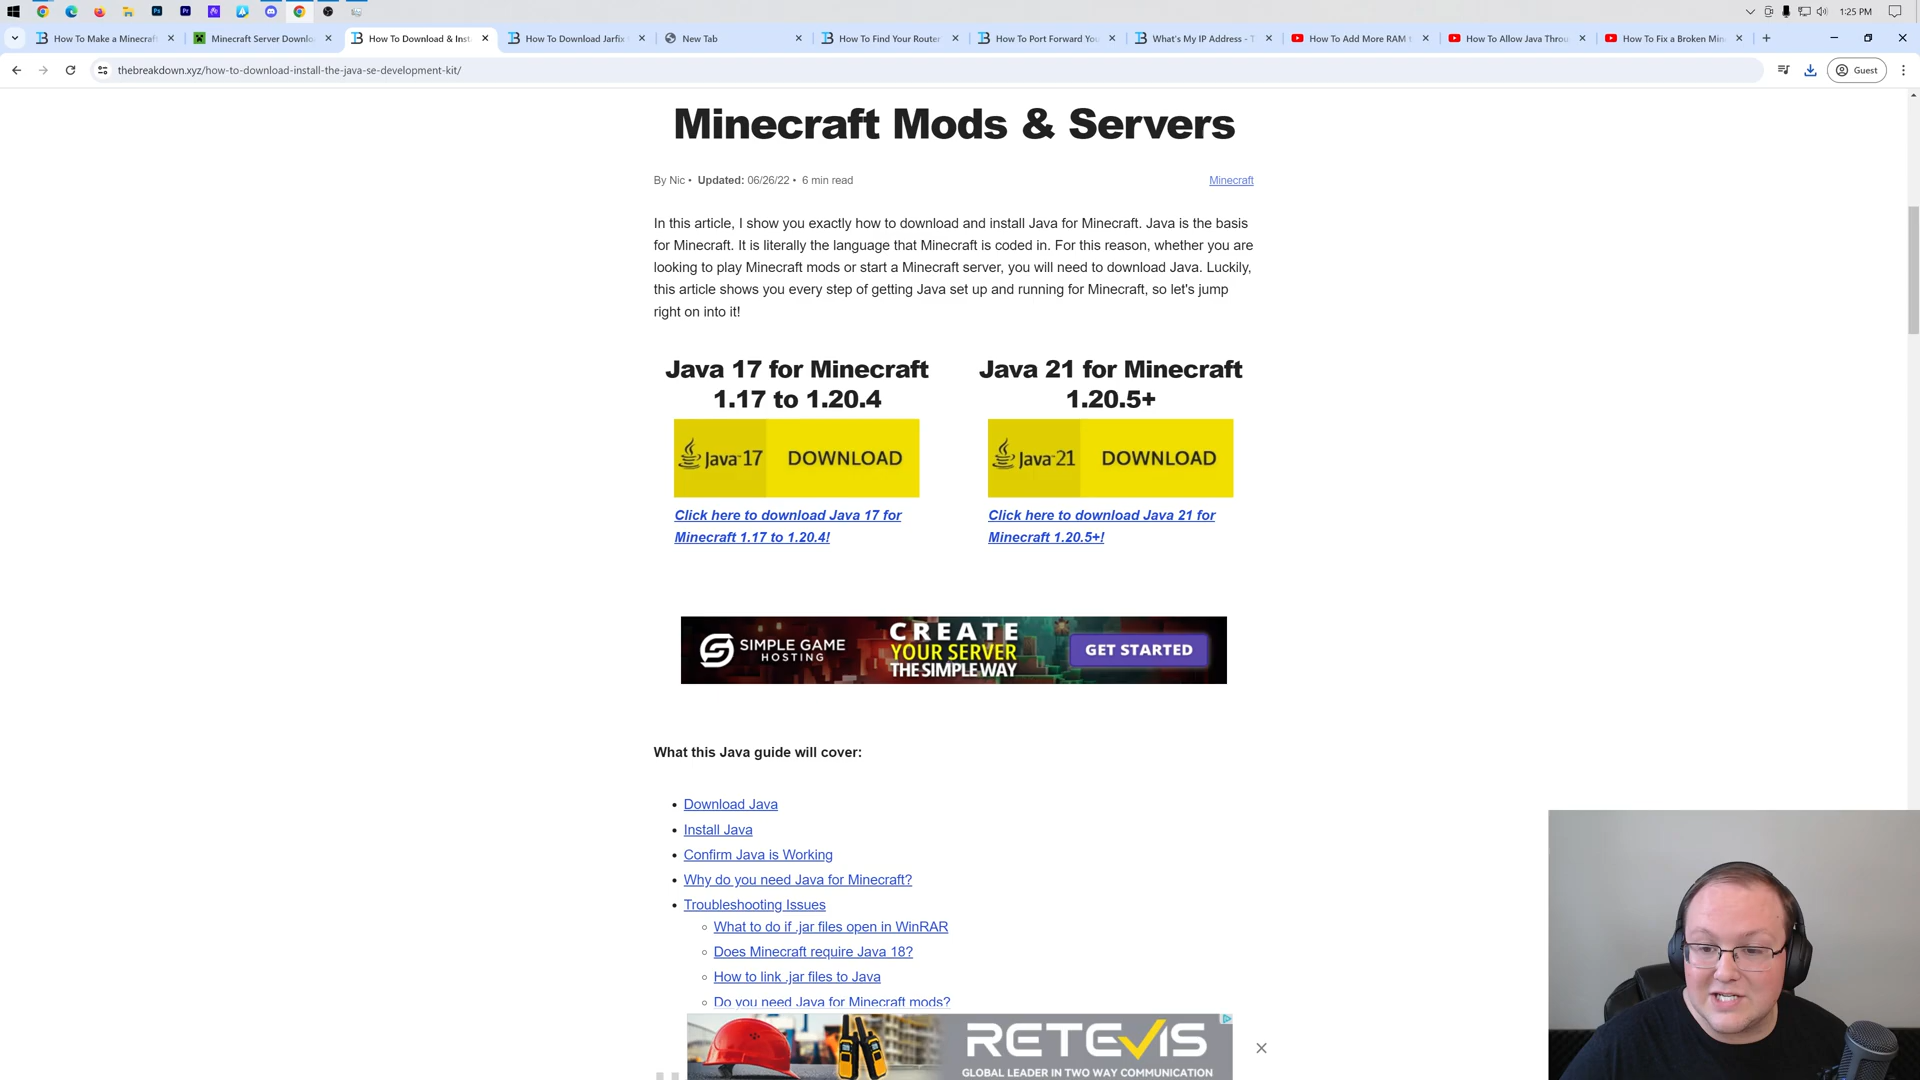 1:25 PM
How To Make a Minecraft
Minecraft Server Downlo
How To Download & Inst
How To Download Jarfix
New Tab
How To Find Your Router
How To Port Forward You
What's My IP Address - T
How To Add More RAM t
How To Allow Java Throu
How To Fix a Broken Min
thebreakdown.xyz/how-to-download-install-the-java-se-development-kit/
Guest
Minecraft Mods & Servers
By Nic • Updated: 06/26/22 • 6 min read
Minecraft
In this article, I show you exactly how to download and install Java for Minecraft. Java is the basis
for Minecraft. It is literally the language that Minecraft is coded in. For this reason, whether you are
looking to play Minecraft mods or start a Minecraft server, you will need to download Java. Luckily,
this article shows you every step of getting Java set up and running for Minecraft, so let's jump
right on into it!
Java 17 for Minecraft
1.17 to 1.20.4
Java 17 DOWNLOAD
Click here to download Java 17 for
Minecraft 1.17 to 1.20.4!
Java 21 for Minecraft
1.20.5+
Java 21 DOWNLOAD
Click here to download Java 21 for
Minecraft 1.20.5+!
SIMPLE GAME
HOSTING
CREATE
YOUR SERVER
THE SIMPLE WAY
GET STARTED
What this Java guide will cover:
• Download Java
• Install Java
• Confirm Java is Working
• Why do you need Java for Minecraft?
• Troubleshooting Issues
What to do if .jar files open in WinRAR
Does Minecraft require Java 18?
How to link .jar files to Java
Do you need Java for Minecraft mods?
RETEVIS
GLOBAL LEADER IN TWO WAY COMMUNICATION